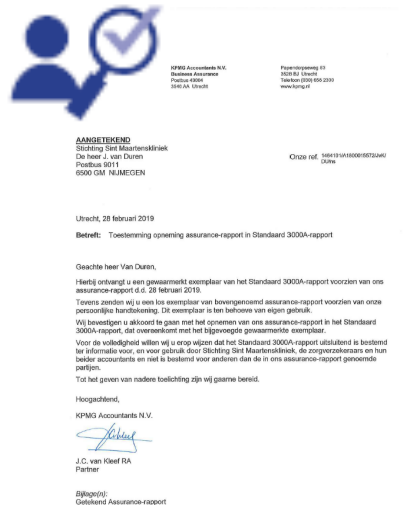 KPMG Accountants N.V.
Business Assurance
Postbus 43004
3540 AA Utrecht
Papendorpseweg 83
3528 BJ Utrecht
Telefoon (030) 658 2300
www.kpmg.nl
AANGETEKEND
Stichting Sint Maartenskliniek
De heer J. van Duren
Postbus 9011
6500 GM NIJMEGEN
Onze ref.
Utrecht, 28 februari 2019
Betreft: Toestemming opneming assurance-rapport in Standaard 3000A-rapport
Geachte heer Van Duren,
Hierbij ontvangt u een gewaarmerkt exemplaar van het Standaard 3000A-rapport voorzien van ons
assurance-rapport d.d. 28 februari 2019.
Tevens zenden wij u een los exemplaar van bovengenoemd assurance-rapport voorzien van onze
persoonlijke handtekening. Dit exemplaar is ten behoeve van eigen gebruik.
Wij bevestigen u akkoord te gaan met het opnemen van ons assurance-rapport in het Standaard
3000A-rapport, dat overeenkomt met het bijgevoegde gewaarmerkte exemplaar.
Voor de volledigheid willen wij u erop wijzen dat het Standaard 3000A-rapport uitsluitend is bestemd
ter informatie voor, en voor gebruik door Stichting Sint Maartenskliniek, de zorgverzekeraars en hun
beider accountants en niet is bestemd voor anderen dan de in ons assurance-rapport genoemde
partijen.
Tot het geven van nadere toelichting zijn wij gaarne bereid.
Hoogachtend,
KPMG Accountants N.V.
J.C. van Kleef RA
Partner
Bijlage(n):
Getekend Assurance-rapport